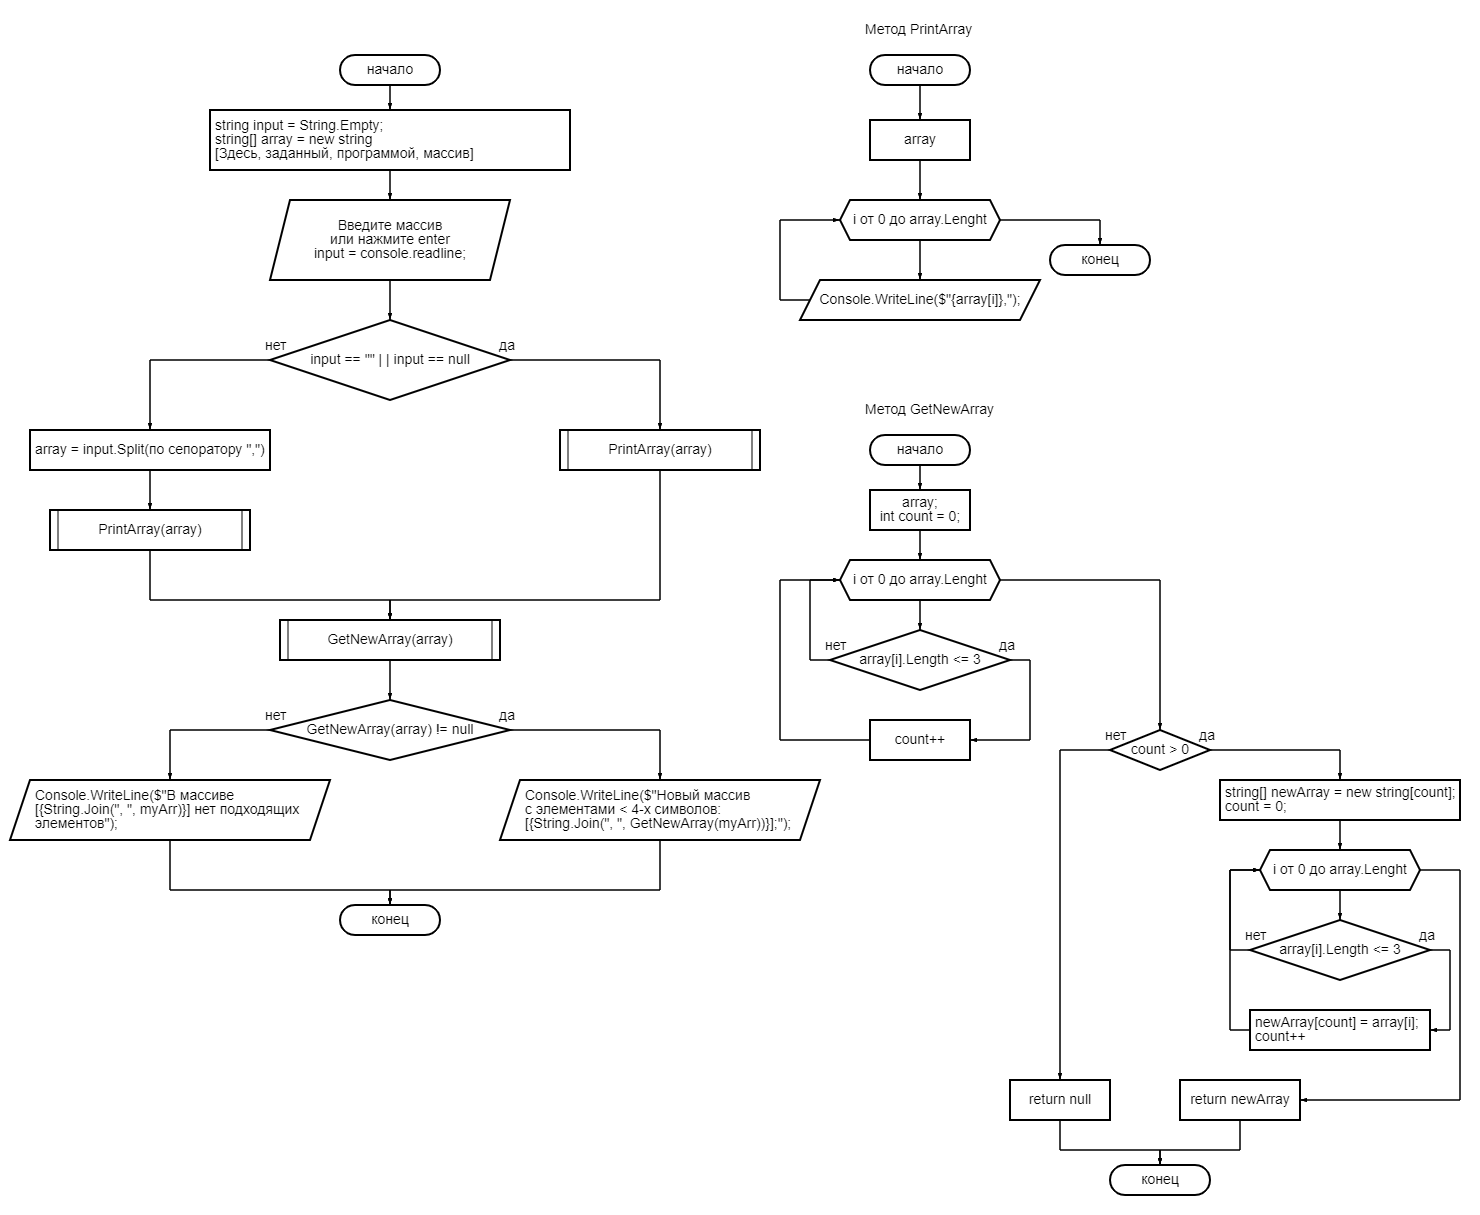 начало
string input = String.Empty;
string[] array = new string
[Здесь, заданный, программой, массив]
Введите массив
или нажмите enter
input = console.readline;
нет
да
input == "" | | input == null
array = input.Split(по сепоратору ",")
PrintArray(array)
PrintArray(array)
GetNewArray(array)
нет
да
GetNewArray(array) != null
Console.WriteLine($"В массиве
[{String.Join(", ", myArr)}] нет подходящих
элементов");
Console.WriteLine($"Новый массив
с элементами < 4-х символов:
[{String.Join(", ", GetNewArray(myArr))}];");
конец
Метод PrintArray
начало
array
i от 0 до array.Lenght
конец
Console.WriteLine($"{array[i]},");
Метод GetNewArray
начало
array;
int count = 0;
i от 0 до array.Lenght
нет
да
array[i].Length <= 3
count++
нет
да
count > 0
string[] newArray = new string[count];
count = 0;
i от 0 до array.Lenght
нет
да
array[i].Length <= 3
newArray[count] = array[i];
count++
return null
return newArray
конец